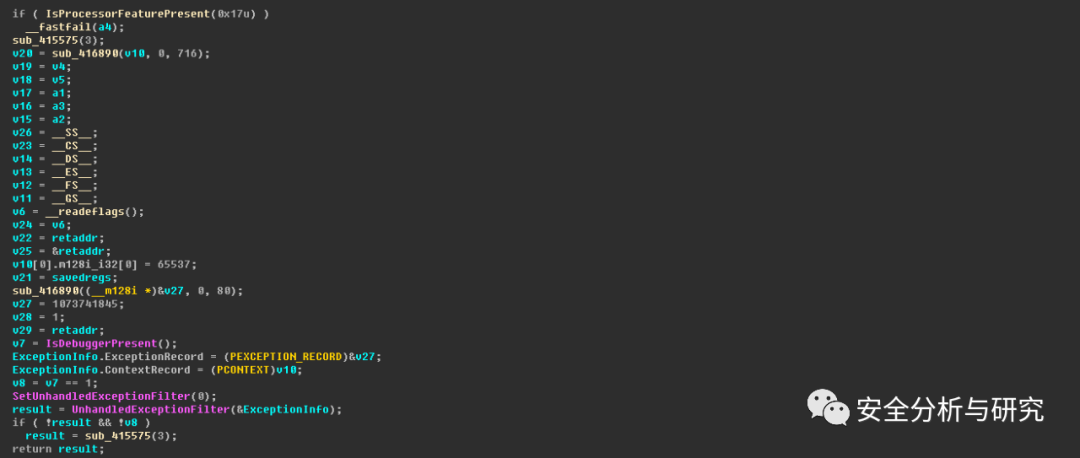 if ( IsProcessorFeaturePresent(0x17u) )
  __fastfail(a4);
sub_415575(3);
v20 = sub_416890(v10, 0, 716);
v19 = v4;
v18 = v5;
v17 = a1;
v16 = a3;
v15 = a2;
v26 = __SS__;
v23 = __CS__;
v14 = __DS__;
v13 = __ES__;
v12 = __FS__;
v11 = __GS__;
v6 = __readeflags();
v24 = v6;
v22 = retaddr;
v25 = &retaddr;
v10[0].m128i_i32[0] = 65537;
v21 = savedregs;
sub_416890((__m128i *)&v27, 0, 80);
v27 = 1073741845;
v28 = 1;
v29 = retaddr;
v7 = IsDebuggerPresent();
ExceptionInfo.ExceptionRecord = (PEXCEPTION_RECORD)&v27;
ExceptionInfo.ContextRecord = (PCONTEXT)v10;
v8 = v7 == 1;
SetUnhandledExceptionFilter(0);
result = UnhandledExceptionFilter(&ExceptionInfo);
if ( !result && !v8 )
  result = sub_415575(3);
return result;
安全分析与研究